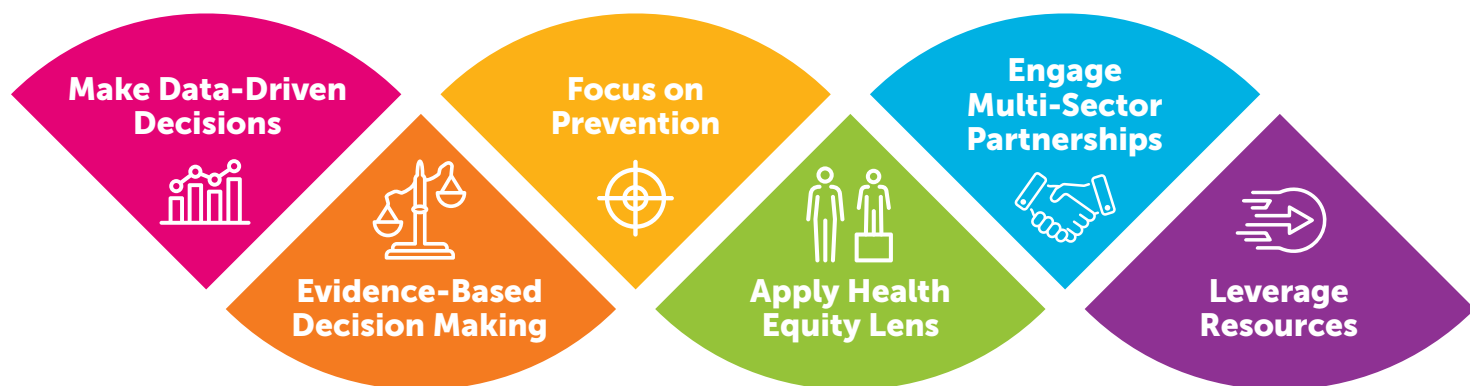 Make Data-Driven
Decisions
Evidence-Based
Decision Making
Focus on
Prevention
Apply Health
Equity Lens
Engage
Multi-Sector
Partnerships
Leverage
Resources